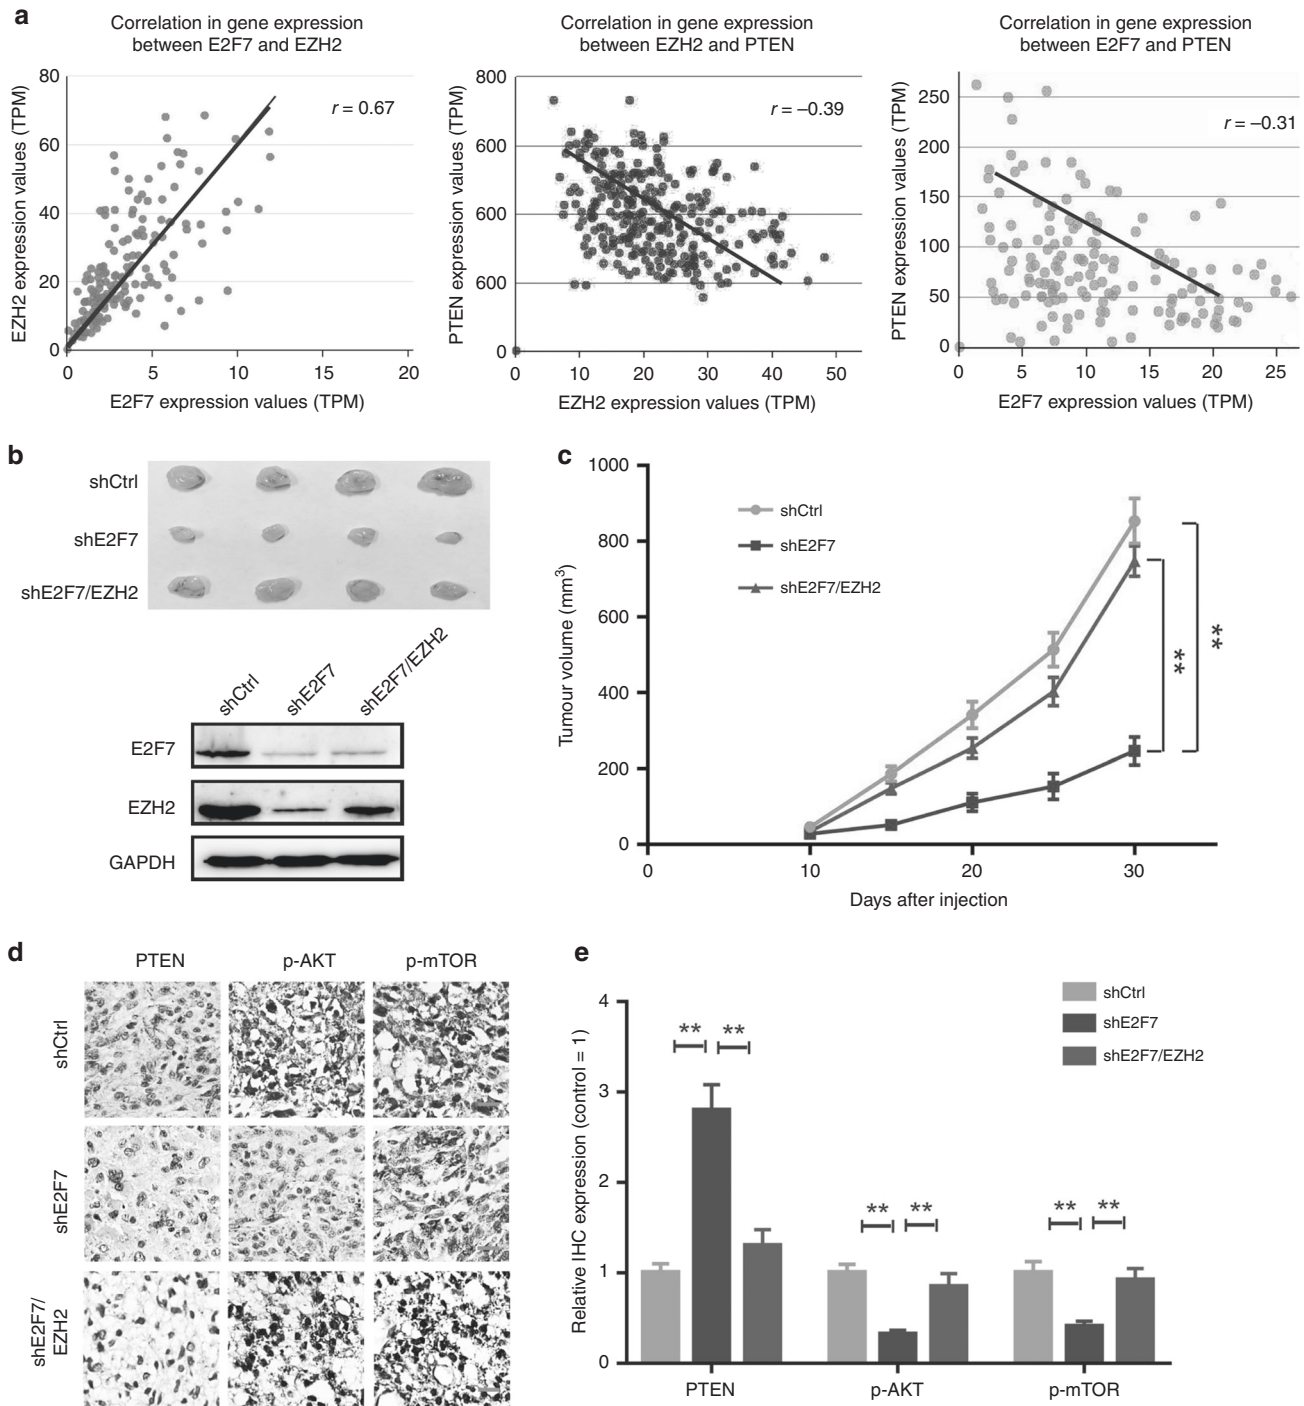 a
Correlation in gene expression
between E2F7 and EZH2
EZH2 expression values (TPM)
80
60
40
20
0
r = 0.67
0 5 10 15 20
E2F7 expression values (TPM)
Correlation in gene expression
between EZH2 and PTEN
PTEN expression values (TPM)
800
600
600
600
0
r = –0.39
0 10 20 30 40 50
EZH2 expression values (TPM)
Correlation in gene expression
between E2F7 and PTEN
PTEN expression values (TPM)
250
200
150
100
50
0
r = –0.31
0 5 10 15 20 25
E2F7 expression values (TPM)
b
shCtrl
shE2F7
shE2F7/EZH2
shCtrl shE2F7 shE2F7/EZH2
E2F7
EZH2
GAPDH
c
Tumour volume (mm3)
1000
800
600
400
200
0
shCtrl
shE2F7
shE2F7/EZH2
**
**
0 10 20 30
Days after injection
d
PTEN p-AKT p-mTOR
shCtrl
shE2F7
shE2F7/
EZH2
e
Relative IHC expression (control = 1)
4
3
2
1
0
shCtrl
shE2F7
shE2F7/EZH2
** **
** **
** **
PTEN p-AKT p-mTOR